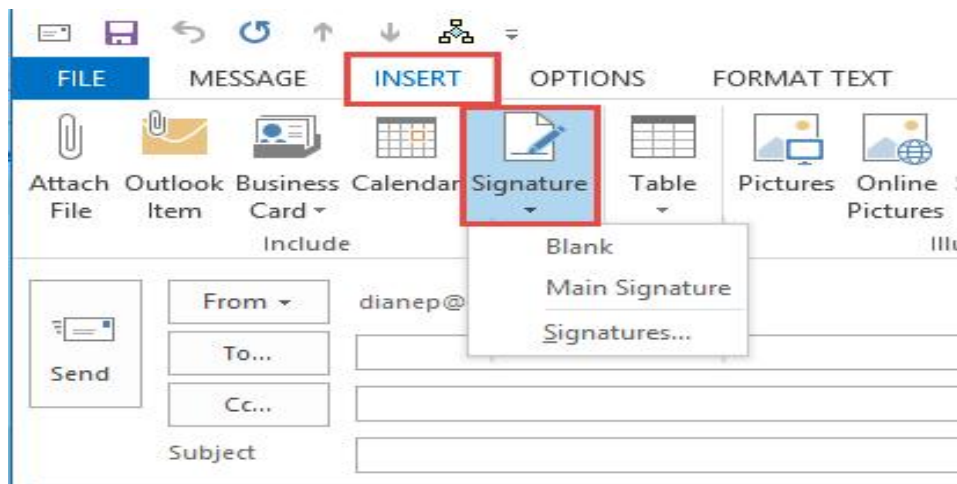 FILE MESSAGE INSERT OPTIONS FORMAT TEXT
Attach File
Outlook Item
Business Card
Calendar
Signature
Table
Pictures
Online Pictures
Include
Blank
Main Signature
Signatures...
Send
From
dianep@
To...
Cc...
Subject